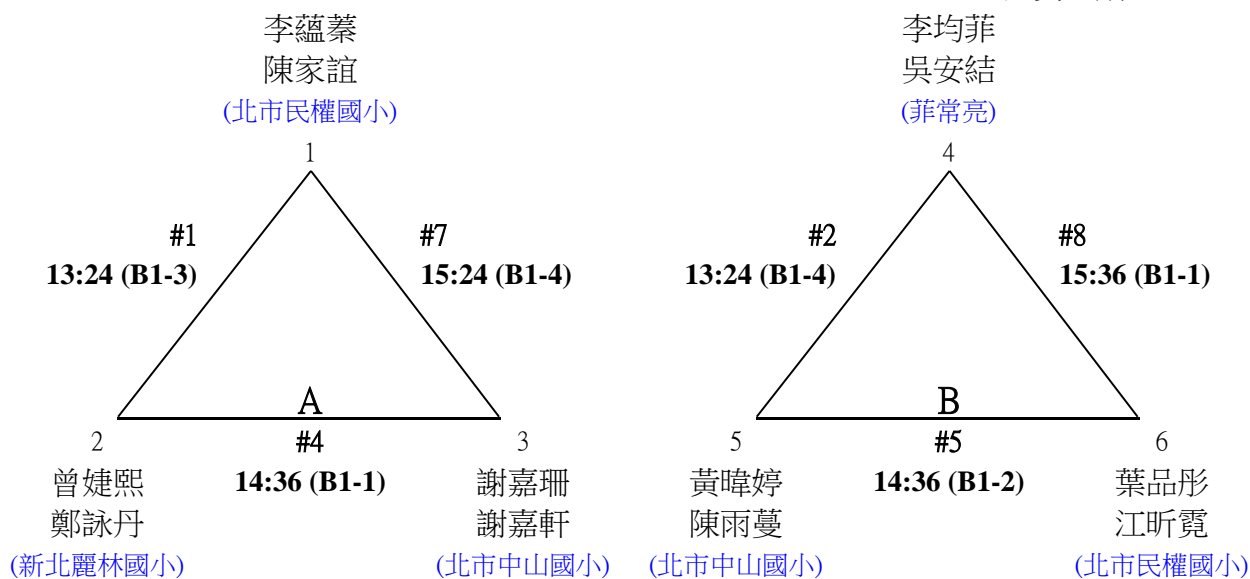 李蘊蓁
陳家誼
(北市民權國小)
1
#1
13:24 (B1-3)
#7
15:24 (B1-4)
A
2
#4
3
14:36 (B1-1)
曾婕熙
鄭詠丹
(新北麗林國小)
謝嘉珊
謝嘉軒
(北市中山國小)
李均菲
吳安結
(菲常亮)
4
#2
13:24 (B1-4)
#8
15:36 (B1-1)
B
5
#5
6
14:36 (B1-2)
黃暐婷
陳雨蔓
(北市中山國小)
葉品彤
江昕霓
(北市民權國小)